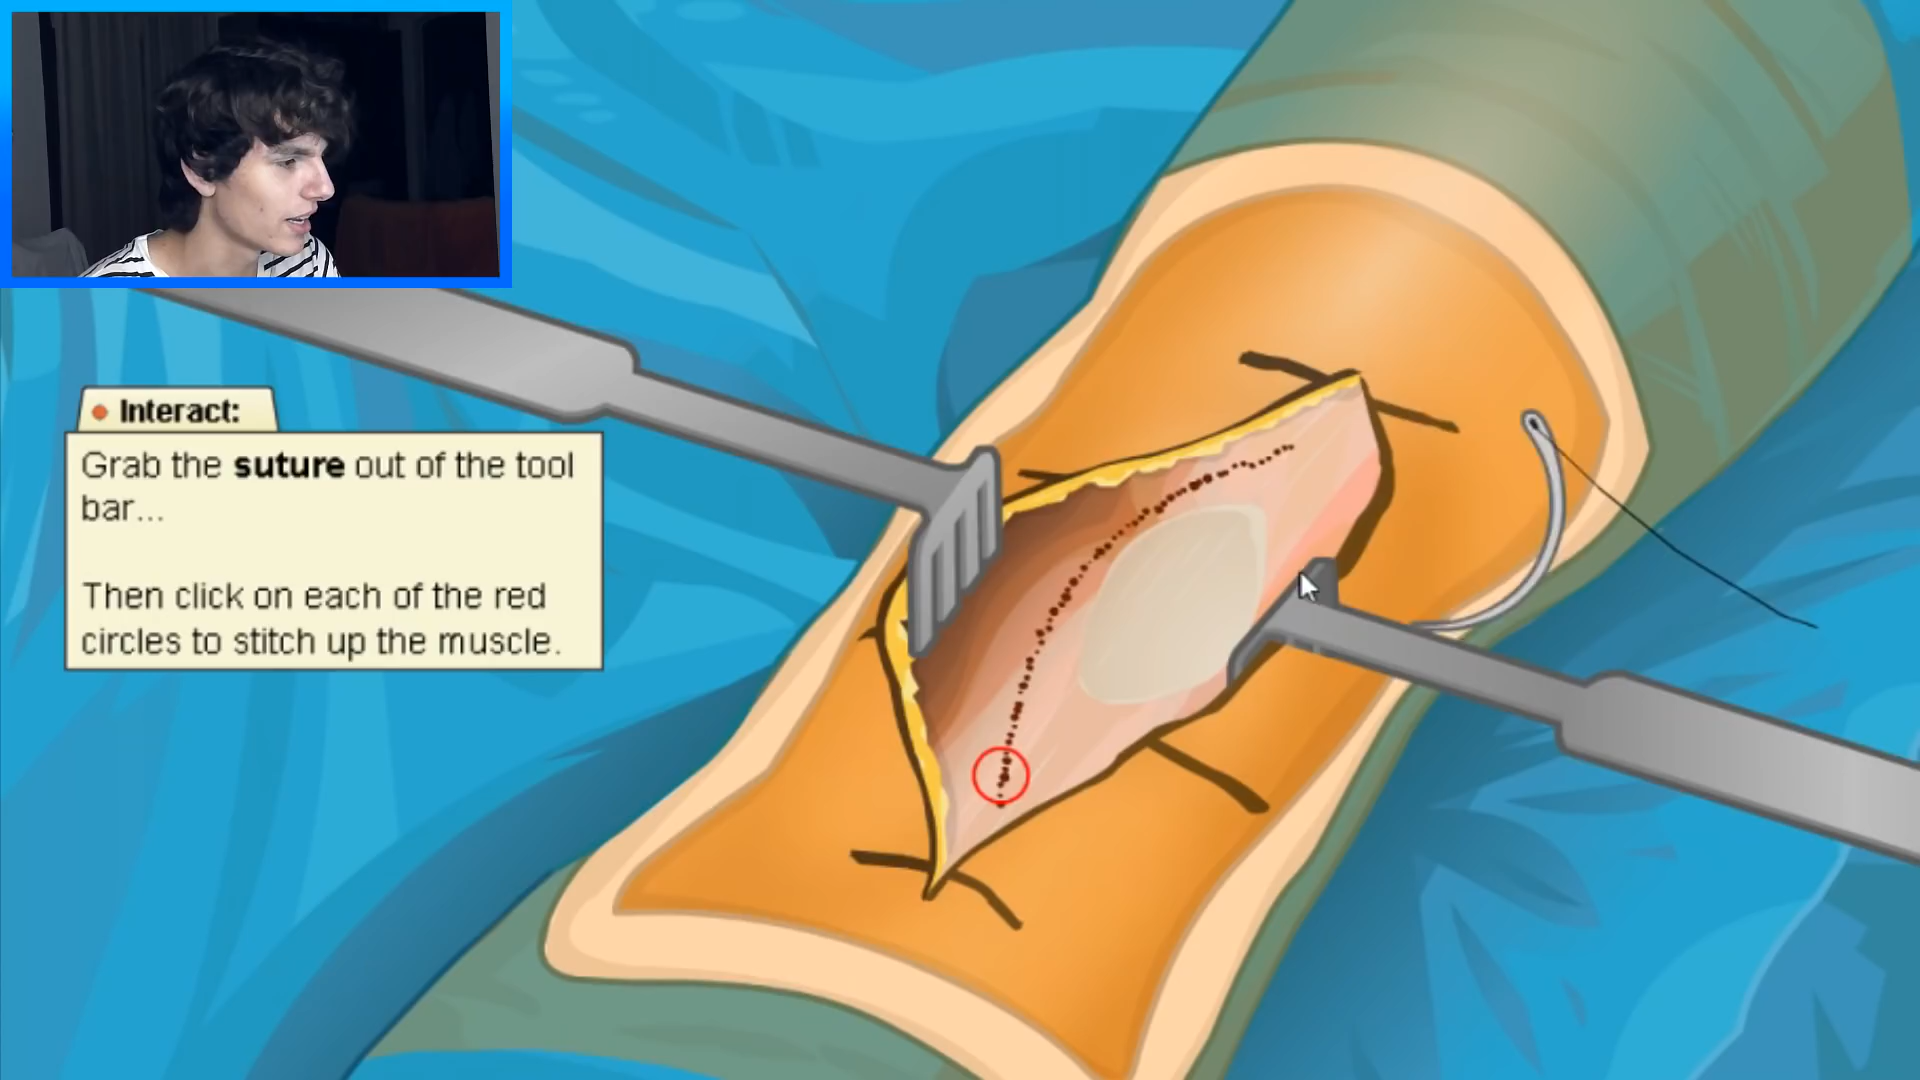 Interact:
Grab the suture out of the tool
bar...
Then click on each of the red
circles to stitch up the muscle.